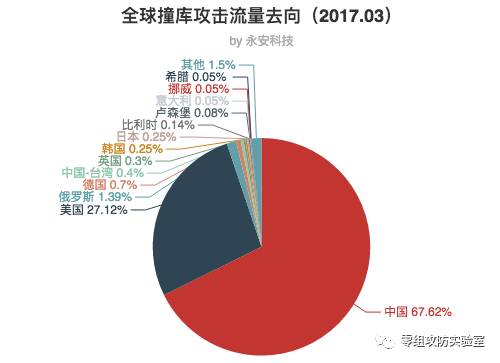 全球撞库攻击流量去向（2017.03）
by 永安科技
其他 1.5%
希腊 0.05%
挪威 0.05%
意大利 0.05%
卢森堡 0.08%
比利时 0.14%
日本 0.25%
韩国 0.25%
英国 0.3%
中国-台湾 0.4%
德国 0.7%
俄罗斯 1.39%
美国 27.12%
中国 67.62%
零组攻防实验室